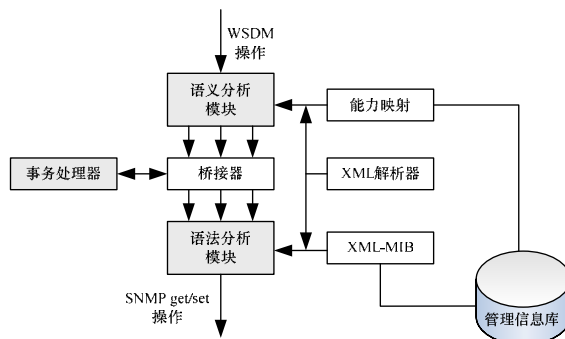 WSDM
操作
语义分析
模块
能力映射
事务处理器
桥接器
XML解析器
语法分析
模块
XML-MIB
SNMP get/set
操作
管理信息库